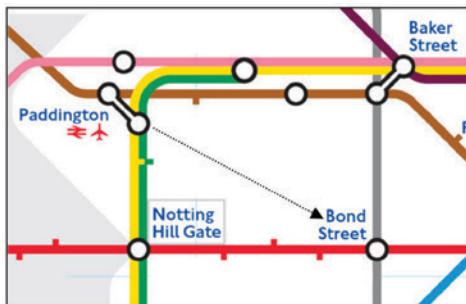 Baker
Street
Paddington
Notting
Hill Gate
Bond
Street